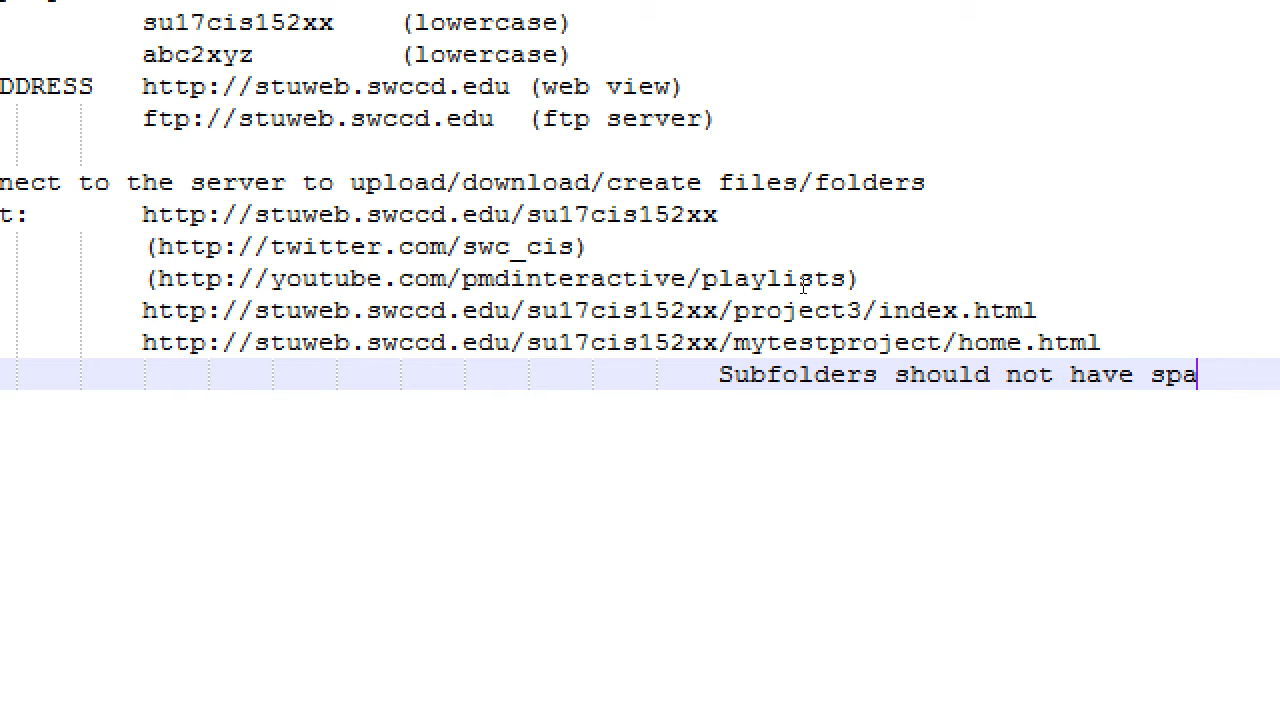 su17cis152xx (lowercase)
abc2xyz (lowercase)
DDRESS http://stuweb.swccd.edu (web view)
ftp://stuweb.swccd.edu (ftp server)
nect to the server to upload/download/create files/folders
t: http://stuweb.swccd.edu/su17cis152xx
(http://twitter.com/swc_cis)
(http://youtube.com/pmdinteractive/playlists)
http://stuweb.swccd.edu/su17cis152xx/project3/index.html
http://stuweb.swccd.edu/su17cis152xx/mytestproject/home.html
Subfolders should not have spa